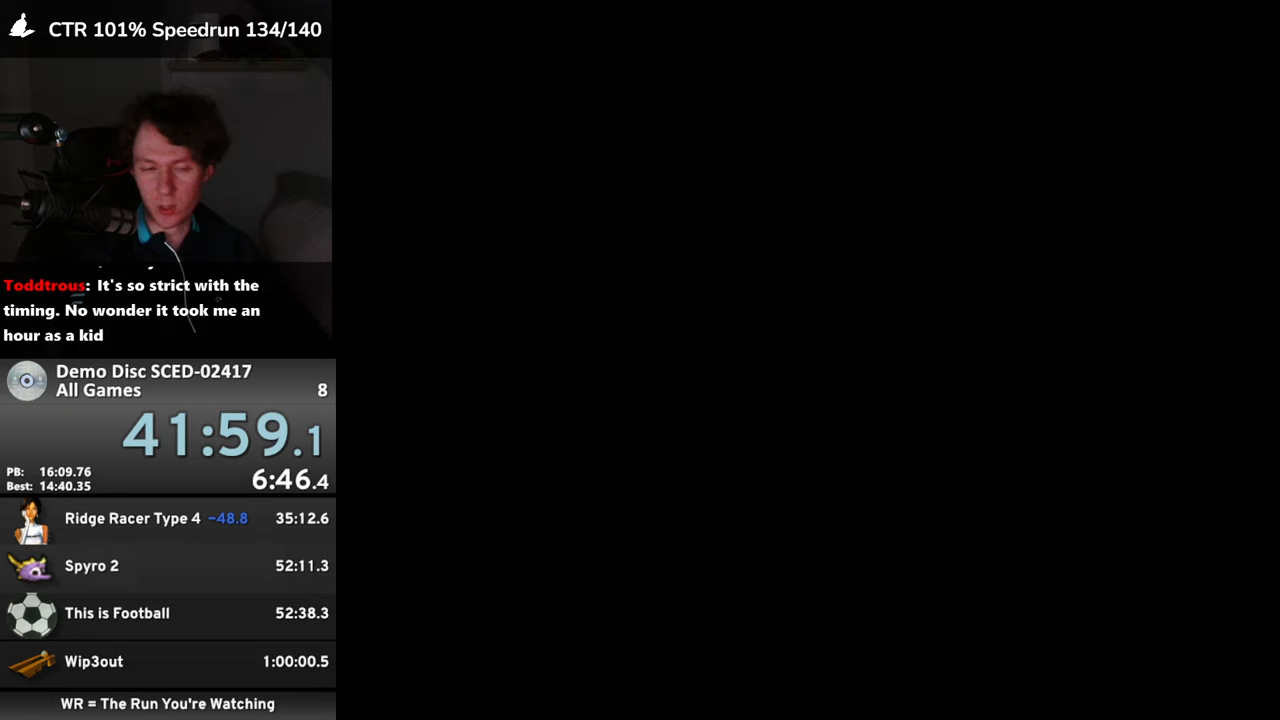 CTR 101% Speedrun 134/140
Toddtrous: It's so strict with the
timing. No wonder it took me an
hour as a kid
Demo Disc SCED-02417
All Games 8
41:59.1
PB: 16:09.76
Best: 14:40.35
6:46.4
Ridge Racer Type 4 -48.8 35:12.6
Spyro 2 52:11.3
This is Football 52:38.3
Wip3out 1:00:00.5
WR = The Run You're Watching